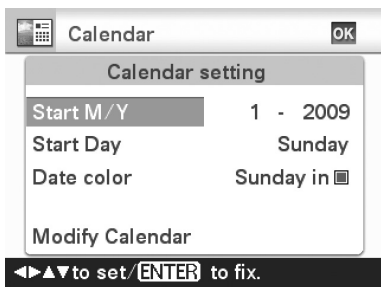 Calendar OK
Calendar setting
Start M/Y 1 - 2009
Start Day Sunday
Date color Sunday in
Modify Calendar
◀▶▲▼to set/ENTER to fix.